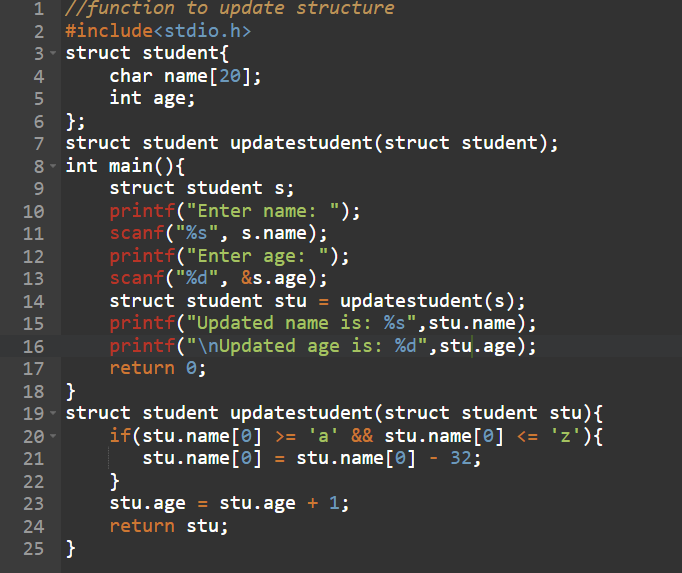 1 //function to update structure
2 #include<stdio.h>
3 struct student{
4     char name[20];
5     int age;
6 };
7 struct student updatestudent(struct student);
8 int main(){
9     struct student s;
10     printf("Enter name: ");
11     scanf("%s", s.name);
12     printf("Enter age: ");
13     scanf("%d", &s.age);
14     struct student stu = updatestudent(s);
15     printf("Updated name is: %s",stu.name);
16     printf("\nUpdated age is: %d",stu.age);
17     return 0;
18 }
19 struct student updatestudent(struct student stu){
20     if(stu.name[0] >= 'a' && stu.name[0] <= 'z'){
21        stu.name[0] = stu.name[0] - 32;
22     }
23     stu.age = stu.age + 1;
24     return stu;
25 }